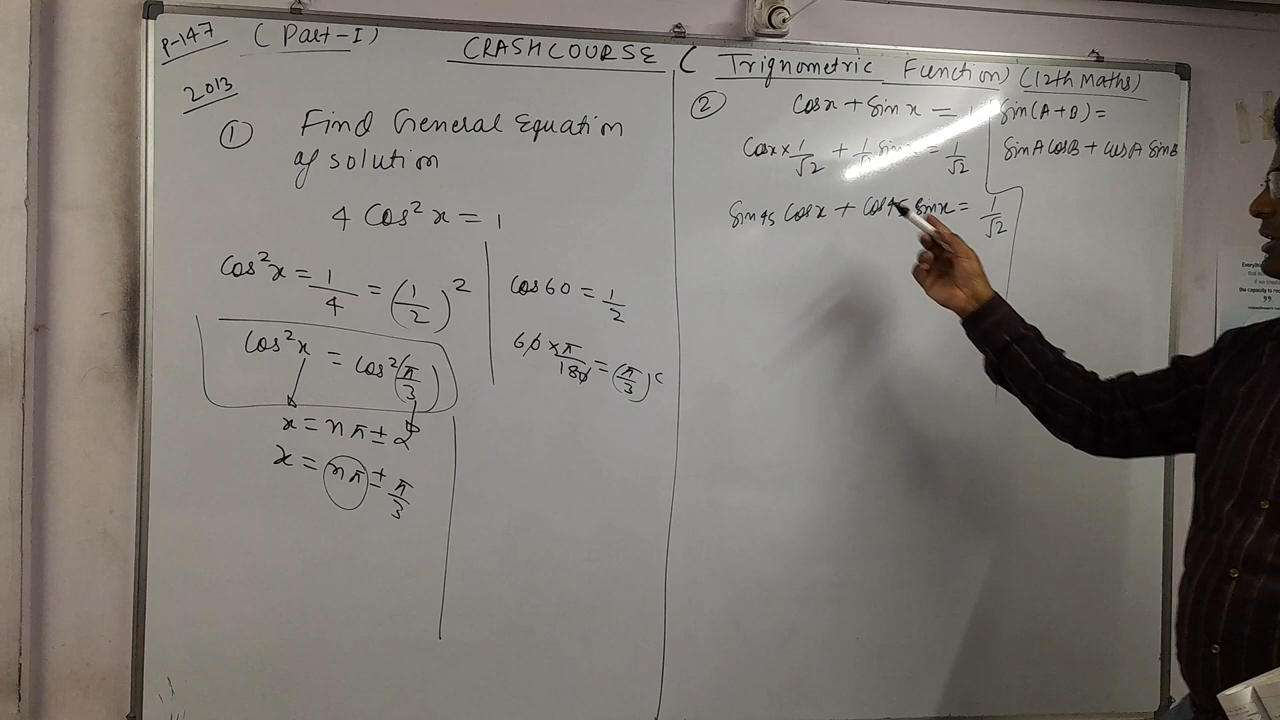 P-147 (Part-I) CRASHCOURSE ( Trignometric Function) (12th Maths)
2013
① Find General Equation
of solution
4 Cos²x = 1
Cos²x = 1/4 = (1/2)²
Cos²x = cos²(π/3)
x = nπ ± α
x = nπ ± π/3
cos60 = 1/2
60 × π/180 = (π/3)ᶜ
② Cosx + Sinx = 1
Cosx × 1/√2 + 1/√2 Sinx = 1/√2
Sin45 Cosx + Cos45 Sinx = 1/√2
Sin(A+B) =
SinA CosB + CosA SinB